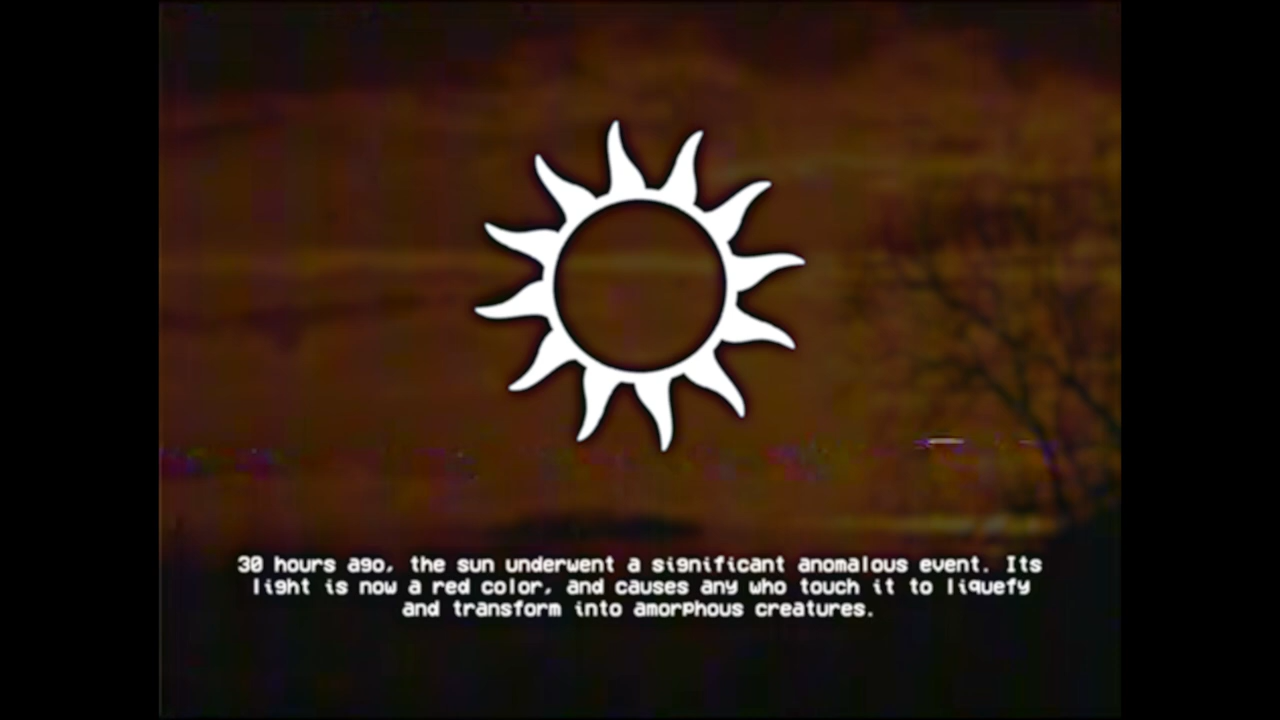 30 hours ago, the sun underwent a significant anomalous event. Its
light is now a red color, and causes any who touch it to liquefy
and transform into amorphous creatures.